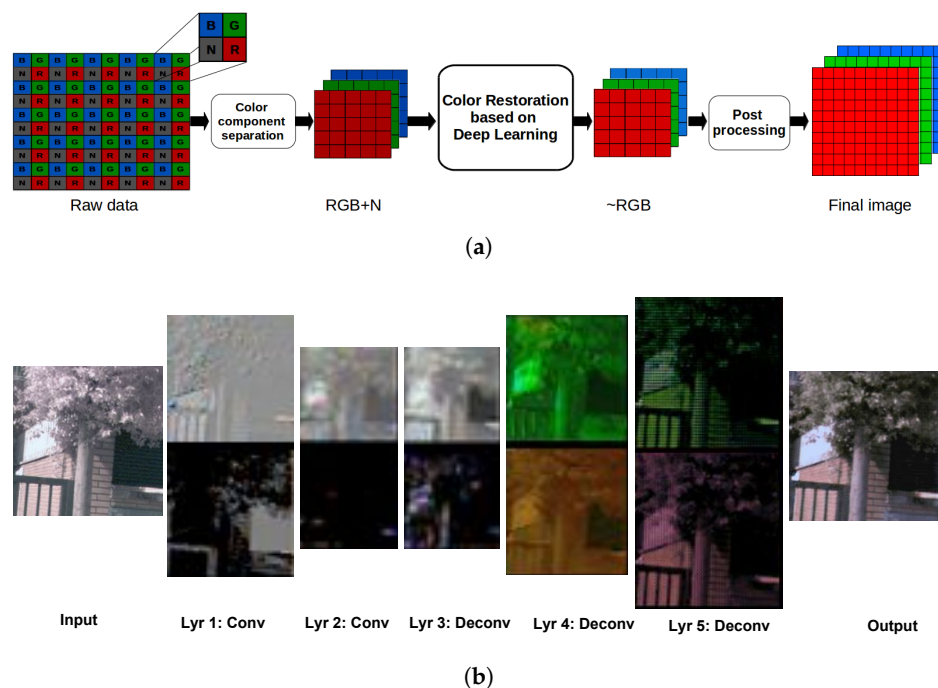 (a)
B G
N R
B G B G B G B G B G
N R N R N R N R N R
B G B G B G B G B G
N R N R N R N R N R
B G B G B G B G B G
N R N R N R N R N R
B G B G B G B G B G
N R N R N R N R N R
B G B G B G B G B G
N R N R N R N R N R
Color
component
separation
Color Restoration
based on
Deep Learning
Post
processing
Raw data
RGB+N
~RGB
Final image
(b)
Input
Lyr 1: Conv
Lyr 2: Conv
Lyr 3: Deconv
Lyr 4: Deconv
Lyr 5: Deconv
Output